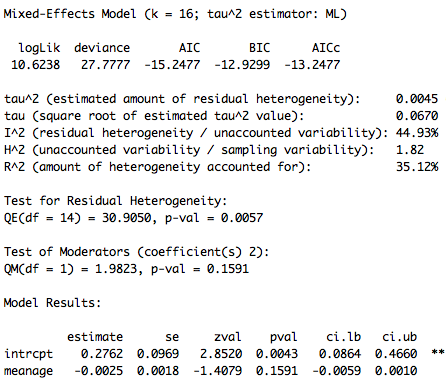 Mixed-Effects Model (k = 16; tau^2 estimator: ML)
logLik deviance AIC BIC AICc
10.6238 27.7777 -15.2477 -12.9299 -13.2477
tau^2 (estimated amount of residual heterogeneity): 0.0045
tau (square root of estimated tau^2 value): 0.0670
I^2 (residual heterogeneity / unaccounted variability): 44.93%
H^2 (unaccounted variability / sampling variability): 1.82
R^2 (amount of heterogeneity accounted for): 35.12%
Test for Residual Heterogeneity:
QE(df = 14) = 30.9050, p-val = 0.0057
Test of Moderators (coefficient(s) 2):
QM(df = 1) = 1.9823, p-val = 0.1591
Model Results:
estimate se zval pval ci.lb ci.ub
intrcpt 0.2762 0.0969 2.8520 0.0043 0.0864 0.4660 **
meanage -0.0025 0.0018 -1.4079 0.1591 -0.0059 0.0010